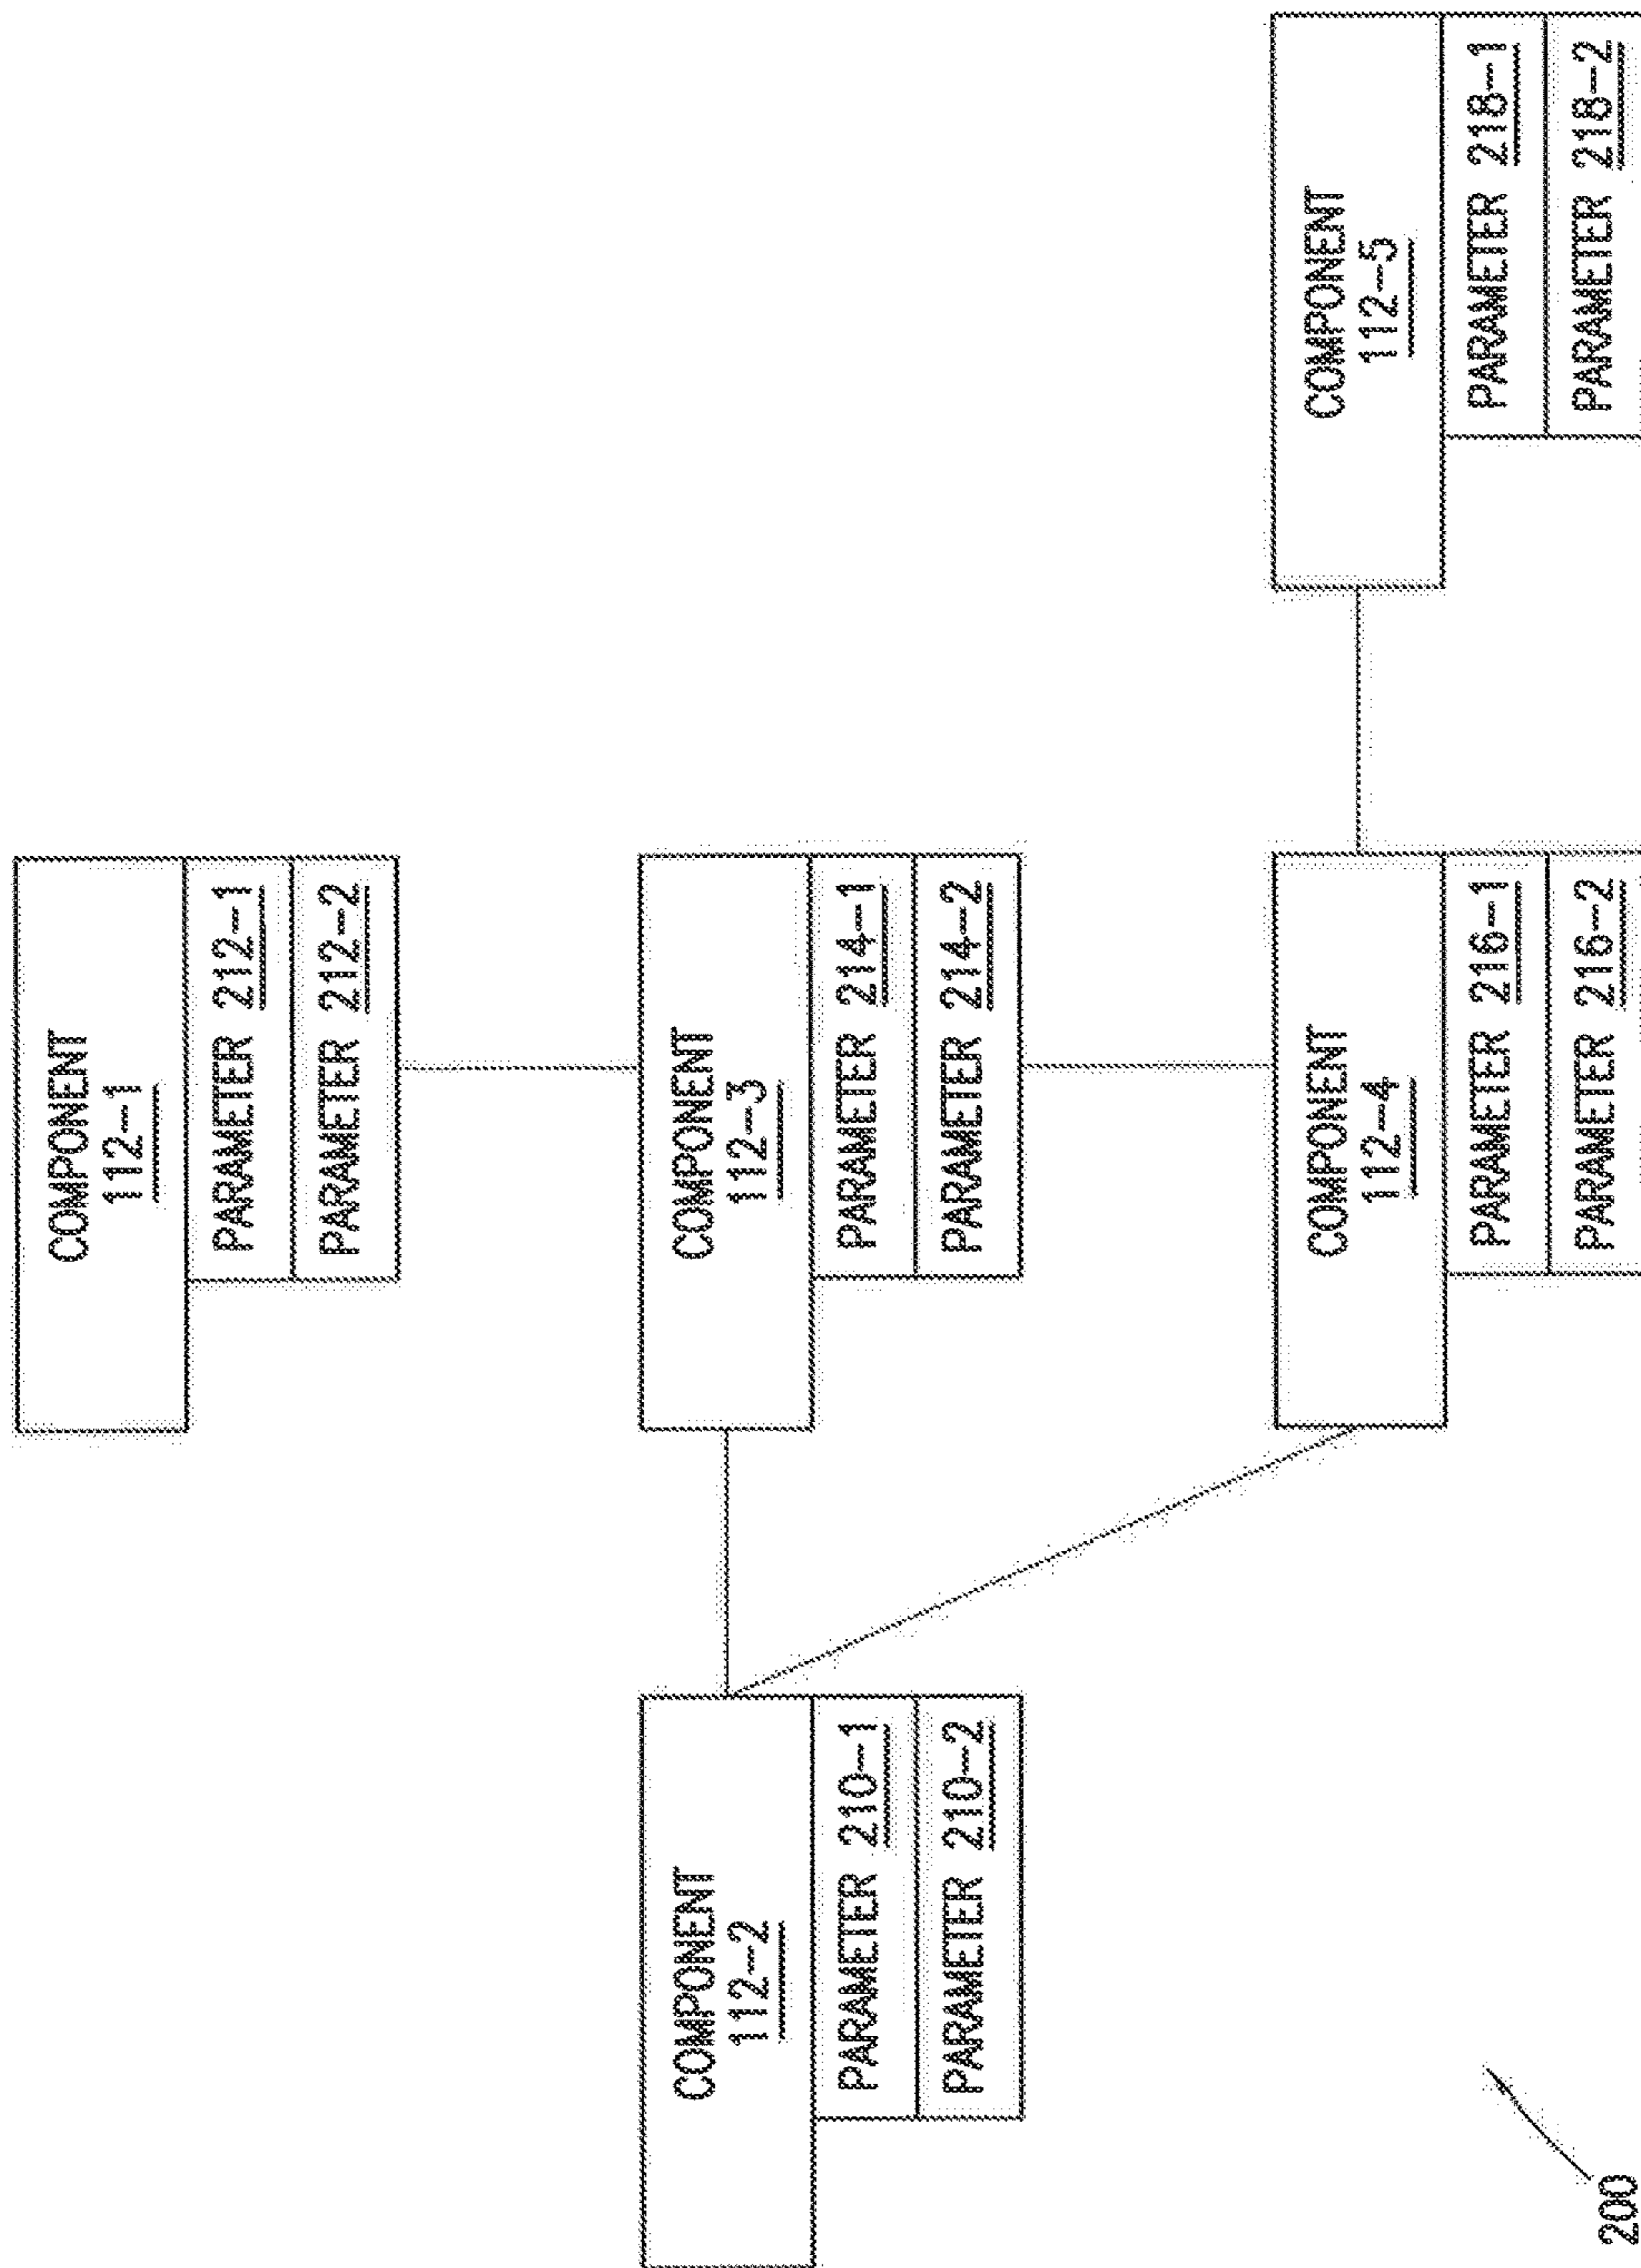 COMPONENT
112-1
PARAMETER 212-1
PARAMETER 212-2
COMPONENT
112-2
PARAMETER 210-1
PARAMETER 210-2
COMPONENT
112-3
PARAMETER 214-1
PARAMETER 214-2
COMPONENT
112-4
PARAMETER 216-1
PARAMETER 216-2
COMPONENT
112-5
PARAMETER 218-1
PARAMETER 218-2
200